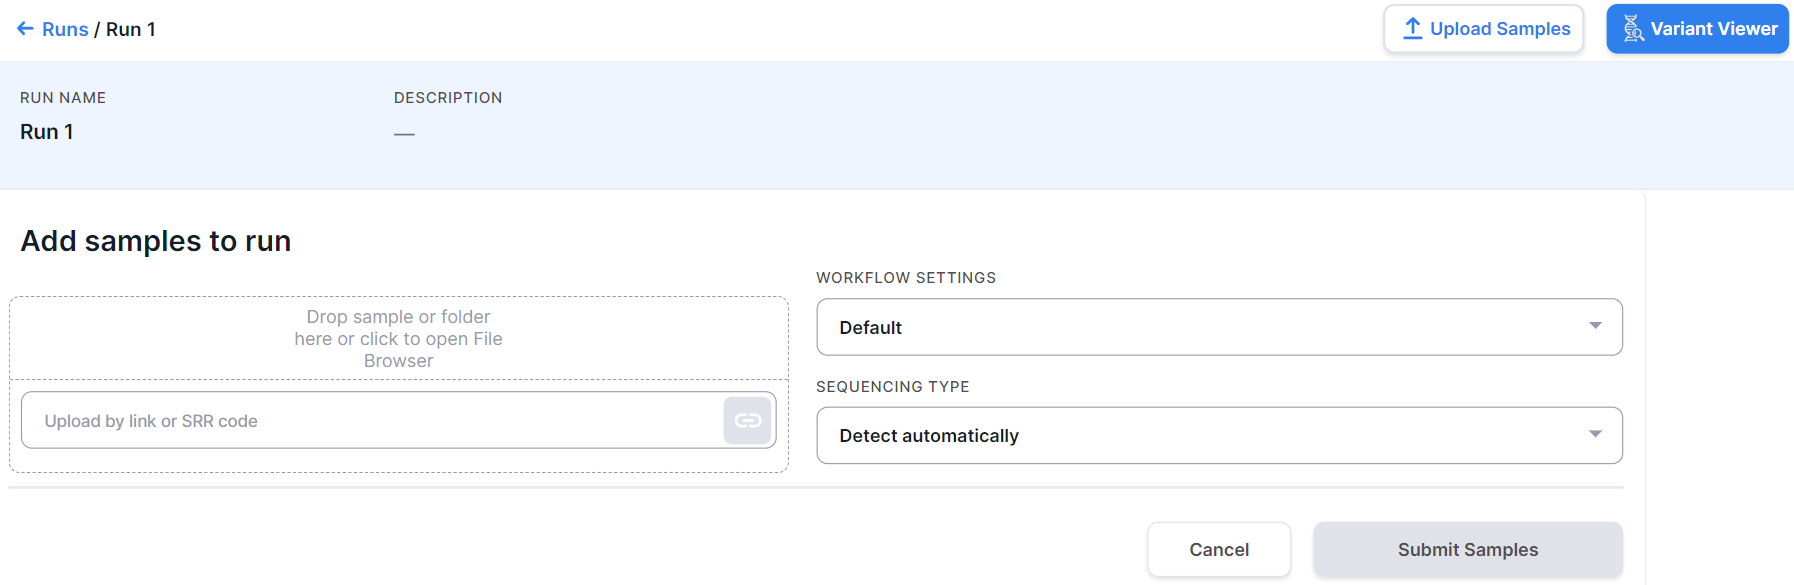 Runs / Run 1
Upload Samples
Variant Viewer
RUN NAME
DESCRIPTION
Run 1
—
Add samples to run
WORKFLOW SETTINGS
Drop sample or folder
here or click to open File
Browser
Default
SEQUENCING TYPE
Upload by link or SRR code
Detect automatically
Cancel
Submit Samples